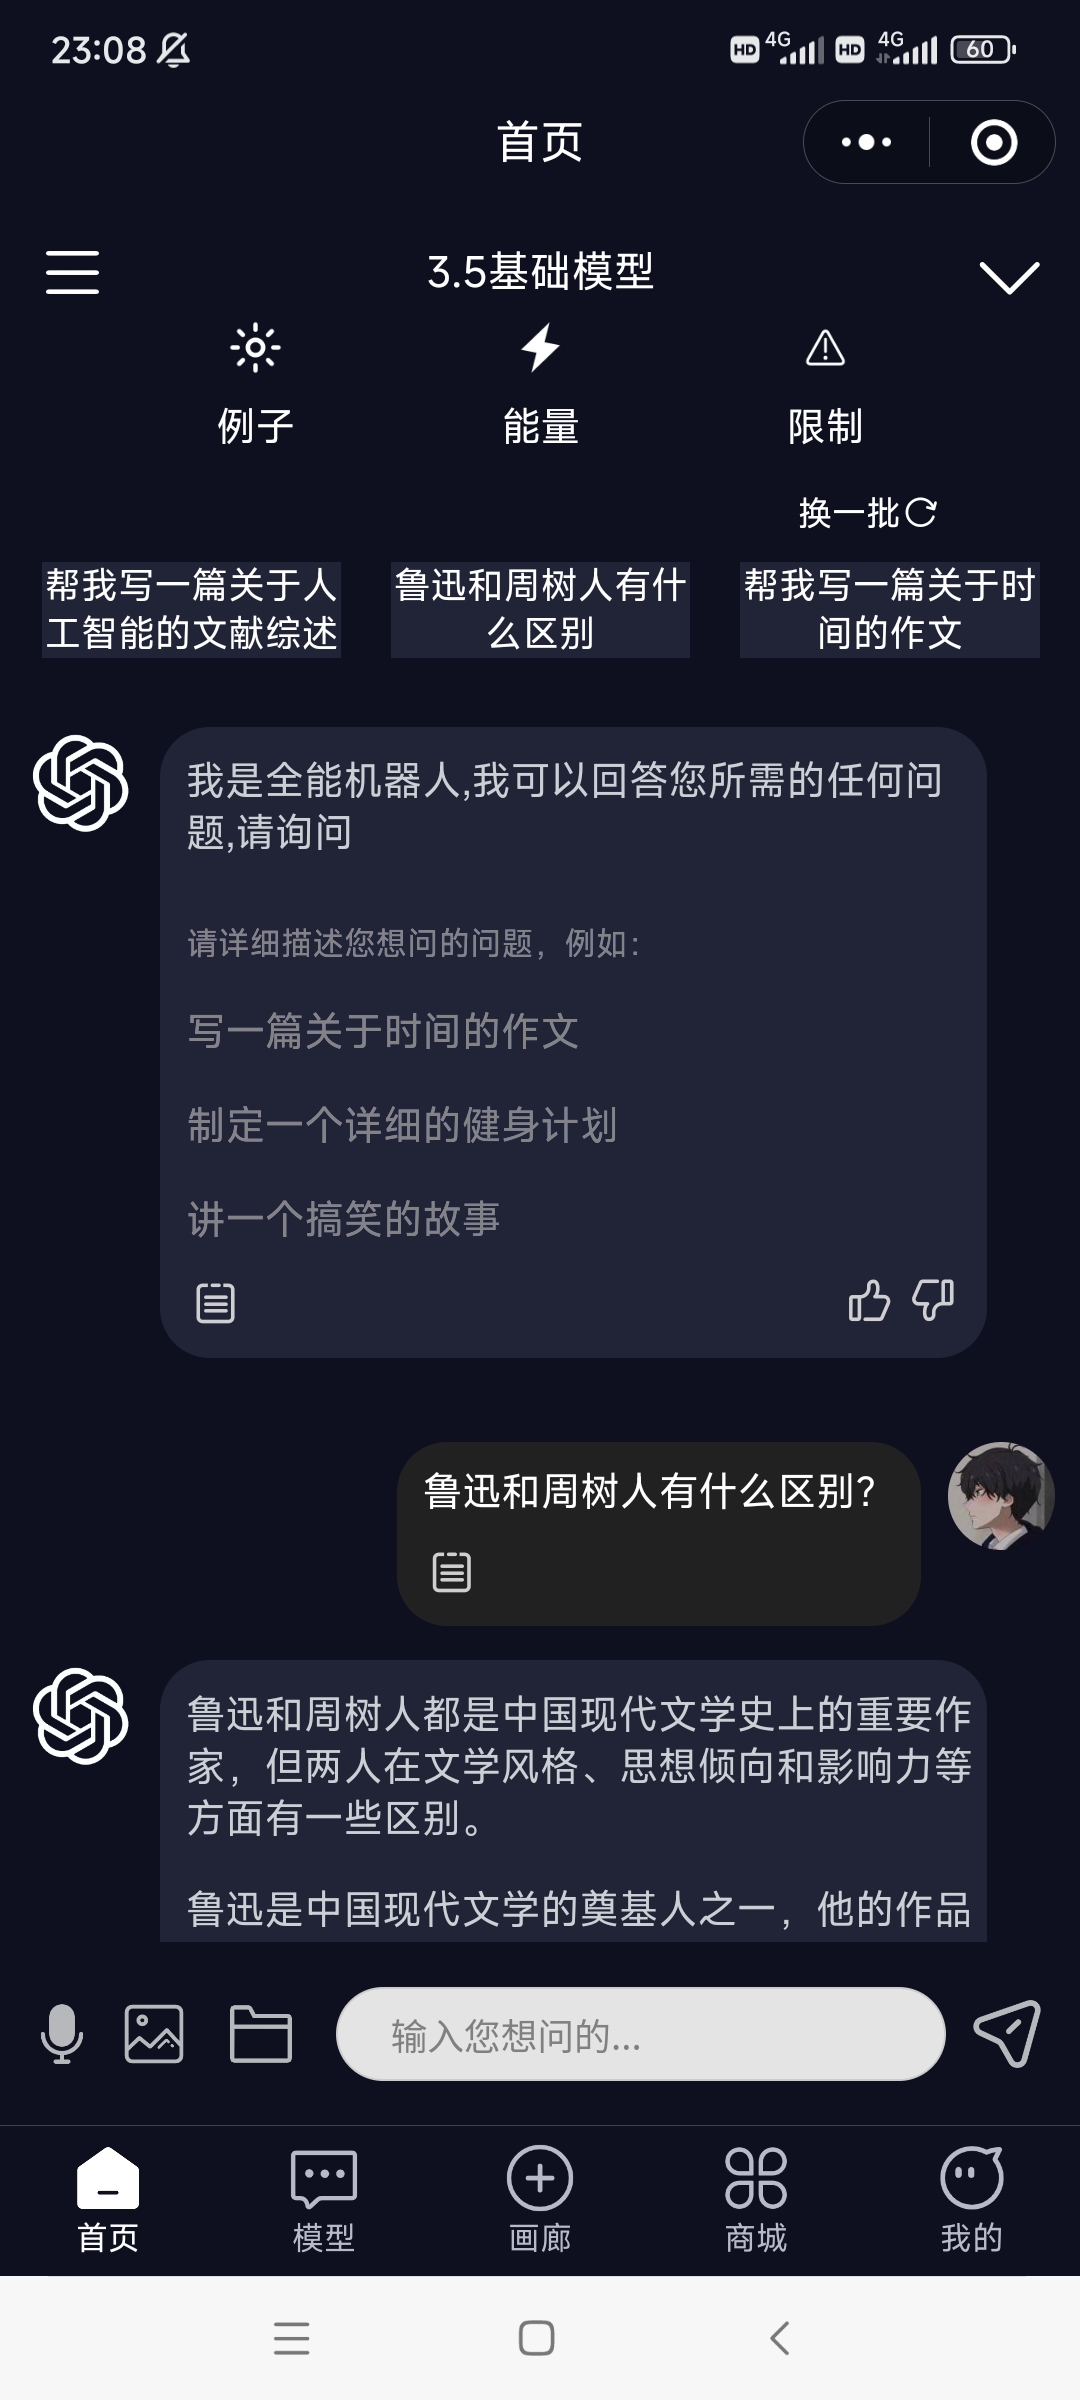 23:08 HD 4G HD 4G 60
首页
3.5基础模型
例子 能量 限制
换一批
帮我写一篇关于人
工智能的文献综述
鲁迅和周树人有什
么区别
帮我写一篇关于时
间的作文
我是全能机器人,我可以回答您所需的任何问
题,请询问
请详细描述您想问的问题，例如：
写一篇关于时间的作文
制定一个详细的健身计划
讲一个搞笑的故事
鲁迅和周树人有什么区别？
鲁迅和周树人都是中国现代文学史上的重要作
家，但两人在文学风格、思想倾向和影响力等
方面有一些区别。
鲁迅是中国现代文学的奠基人之一，他的作品
输入您想问的...
首页 模型 画廊 商城 我的